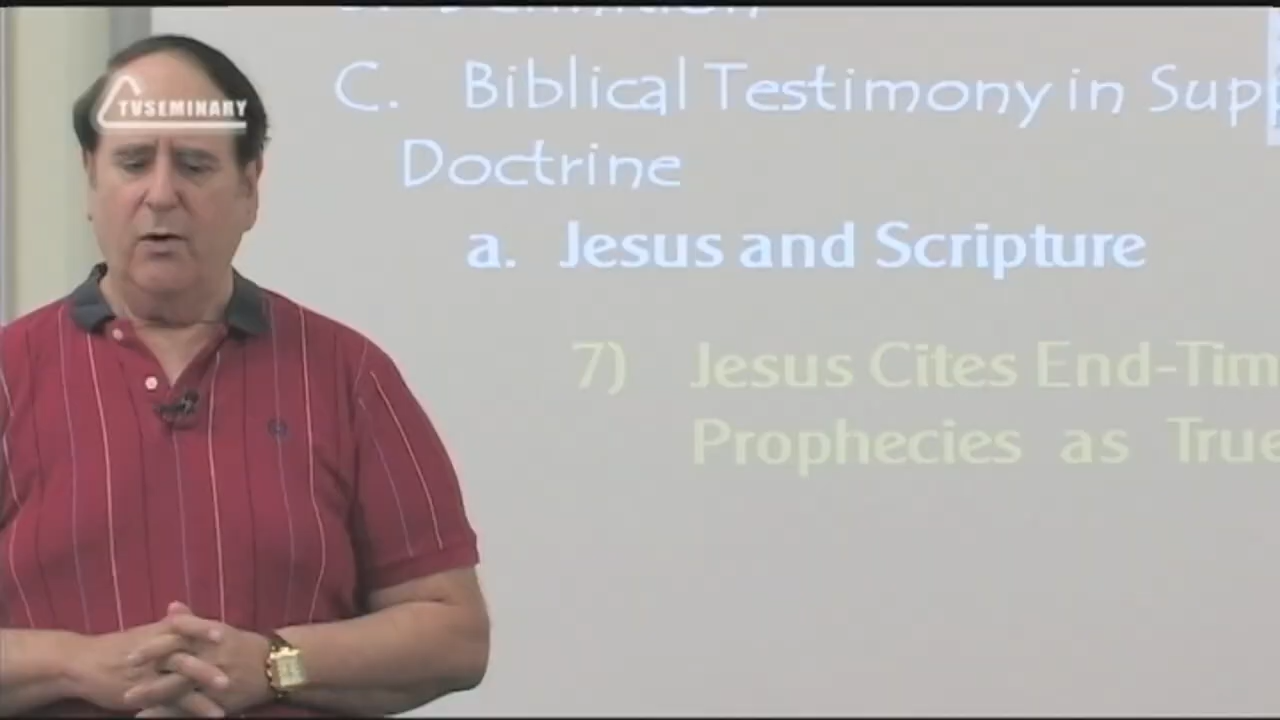 TVSEMINARY
C. Biblical Testimony in Sup
Doctrine
a. Jesus and Scripture
7) Jesus Cites End-Tim
Prophecies as True